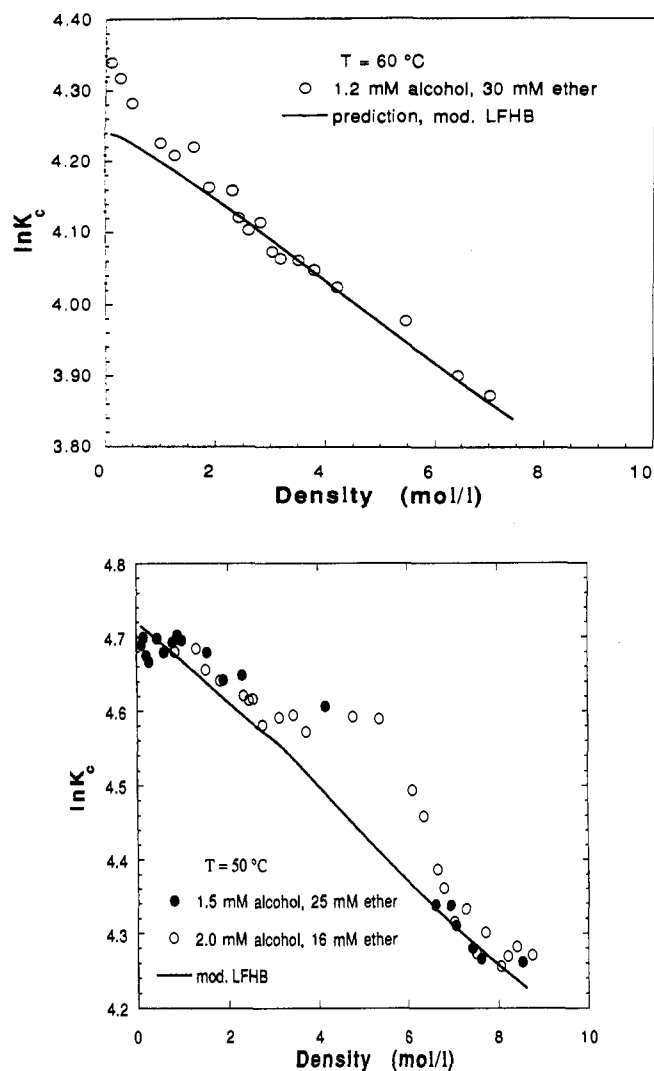 4.40
4.30
4.20
4.10
4.00
3.90
3.80
lnK_c
T = 60 °C
○ 1.2 mM alcohol, 30 mM ether
prediction, mod. LFHB
0 2 4 6 8 10
Density (mol/l)
4.8
4.7
4.6
4.5
4.4
4.3
4.2
lnK_c
T = 50 °C
● 1.5 mM alcohol, 25 mM ether
○ 2.0 mM alcohol, 16 mM ether
mod. LFHB
0 2 4 6 8 10
Density (mol/l)